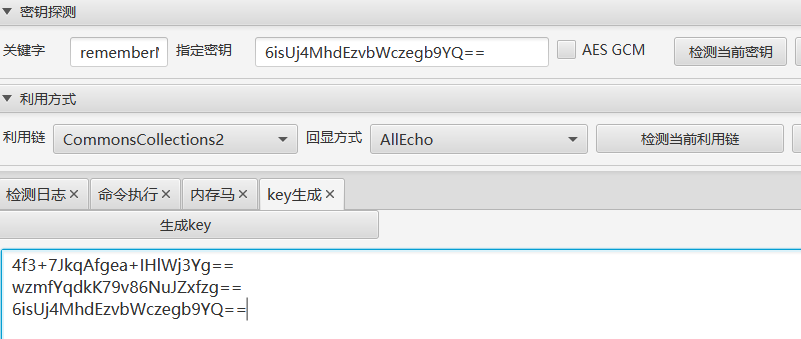 密钥探测
关键字 rememberM 指定密钥 6isUj4MhdEzvbWczegb9YQ== AES GCM 检测当前密钥
利用方式
利用链 CommonsCollections2 回显方式 AllEcho 检测当前利用链
检测日志 命令执行 内存马 key生成
生成key
4f3+7JkqAfgea+IHlWj3Yg==
wzmfYqdkK79v86NuJZxfzg==
6isUj4MhdEzvbWczegb9YQ==